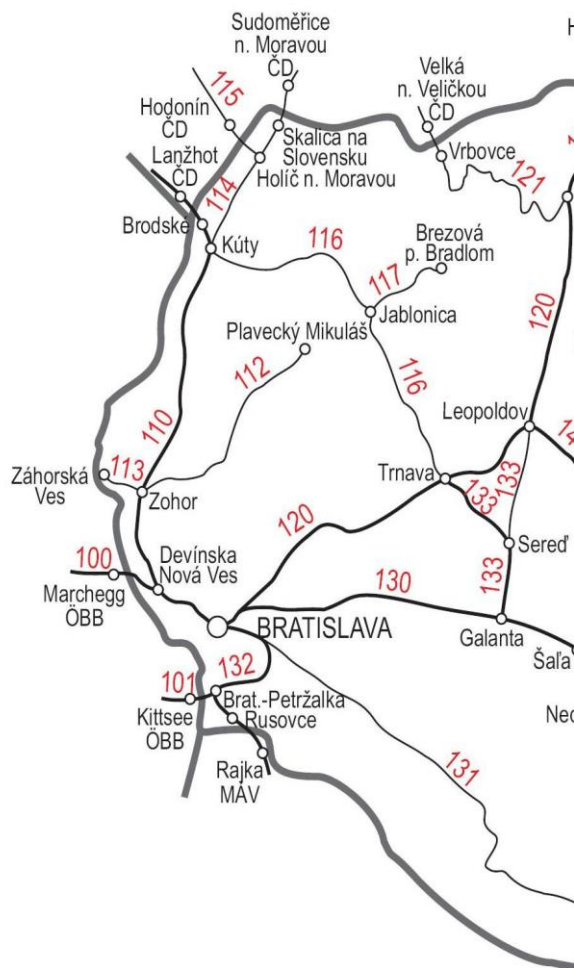 H
Sudoměřice
n. Moravou
ČD
115
Velká
n. Veličkou
ČD
Hodonín
ČD
Lanžhot
ČD
Skalica na
Slovensku
Holíč n. Moravou
Vrbovce
121
114
Brodské
Kúty
116
Brezová
p. Bradlom
117
Jablonica
120
Plavecký Mikuláš
112
116
110
Leopoldov
14
Záhorská
Ves
113
Zohor
Trnava
133
133
120
Sereď
100
Devínska
Nová Ves
130
133
Marchegg
ÖBB
BRATISLAVA
Galanta
Šaľa
132
101
Brat.-Petržalka
Kittsee
ÖBB
Rusovce
Ned
Rajka
MÁV
131